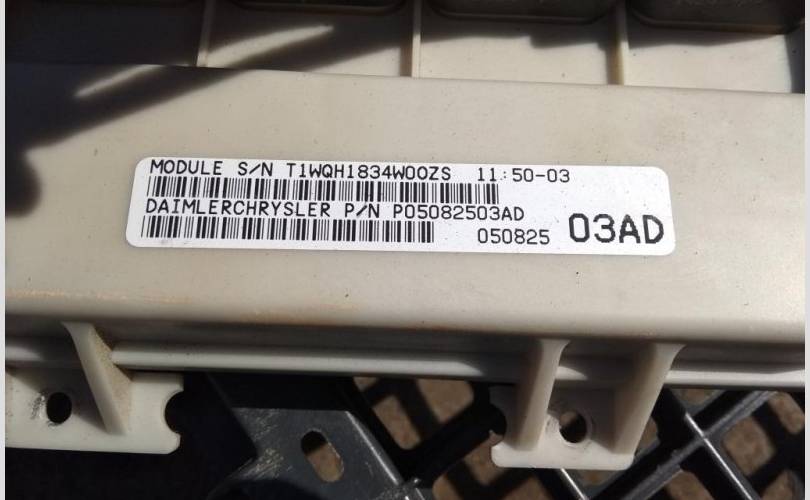 MODULE S/N T1WQH1834W00ZS 11:50-03
DAIMLERCHRYSLER P/N P05082503AD
050825 03AD